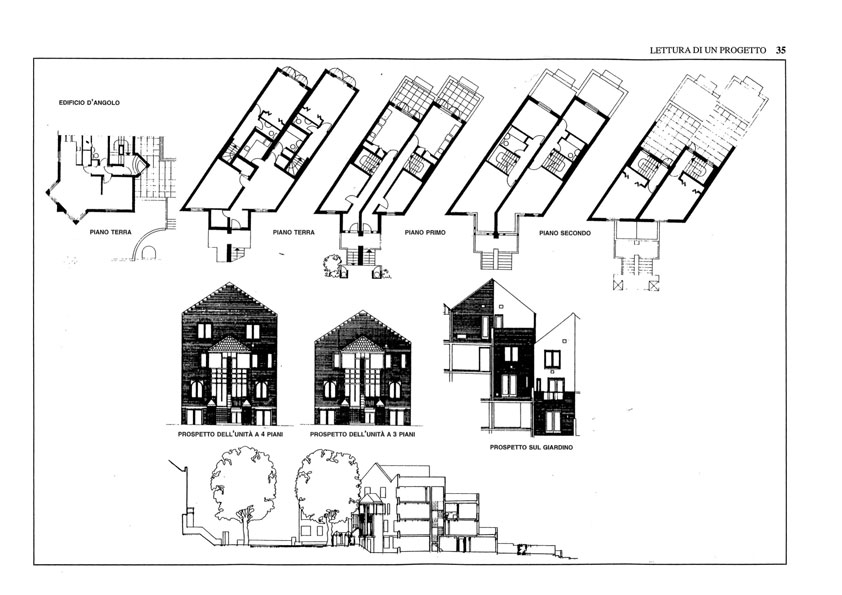 LETTURA DI UN PROGETTO 35
EDIFICIO D'ANGOLO
PIANO TERRA
PIANO TERRA
PIANO PRIMO
PIANO SECONDO
PROSPETTO DELL'UNITÀ A 4 PIANI
PROSPETTO DELL'UNITÀ A 3 PIANI
PROSPETTO SUL GIARDINO